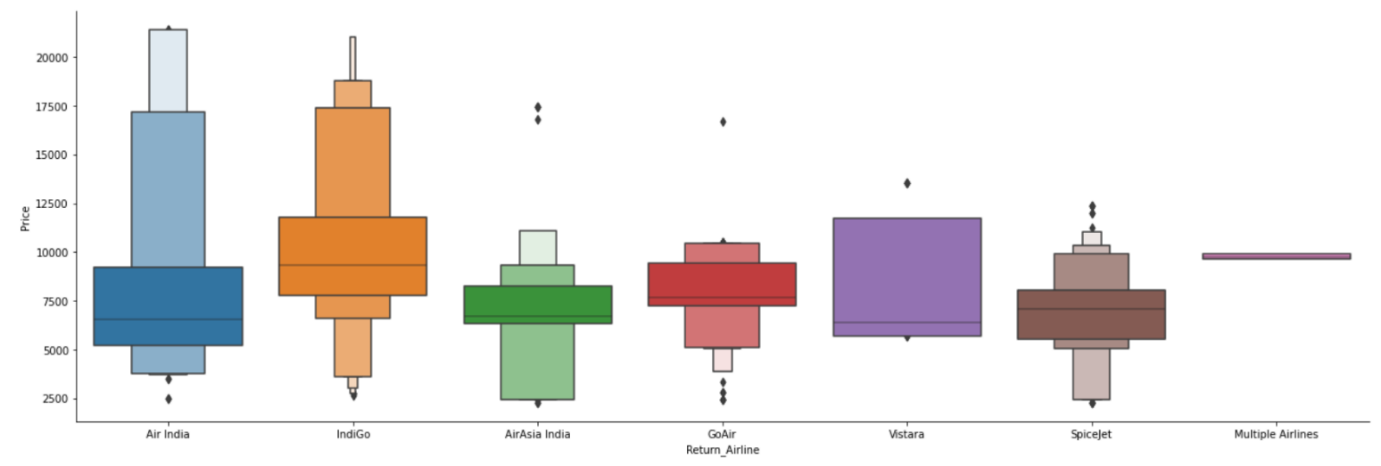 20000
17500
15000
12500
10000
7500
5000
2500
Price
Air India
IndiGo
AirAsia India
GoAir
Vistara
SpiceJet
Multiple Airlines
Return_Airline